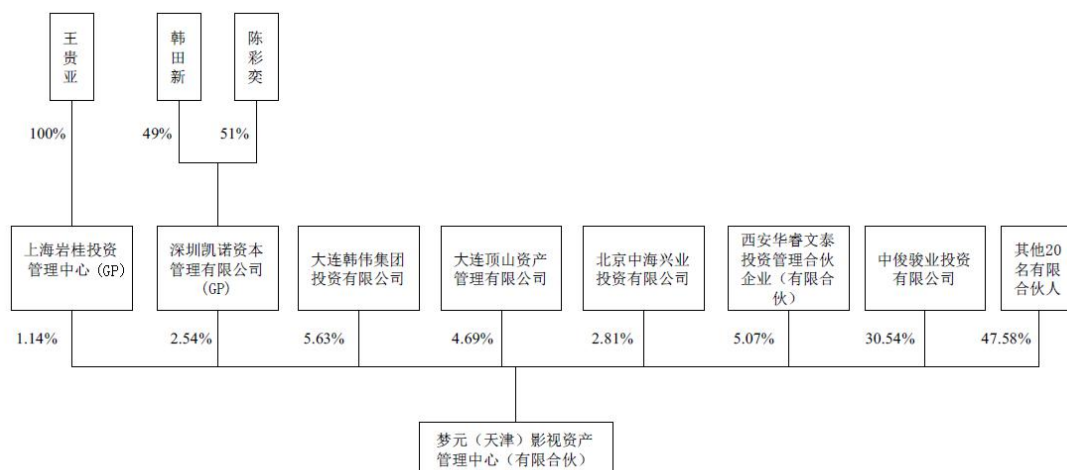 王
贵
亚
韩
田
新
陈
彩
奕
100%
49%
51%
上海岩桂投资
管理中心 (GP)
深圳凯诺资本
管理有限公司
(GP)
大连韩伟集团
投资有限公司
大连顶山资产
管理有限公司
北京中海兴业
投资有限公司
西安华睿文泰
投资管理合伙
企业（有限合
伙）
中俊骏业投资
有限公司
其他20
名有限
合伙人
1.14%
2.54%
5.63%
4.69%
2.81%
5.07%
30.54%
47.58%
梦元（天津）影视资产
管理中心（有限合伙）